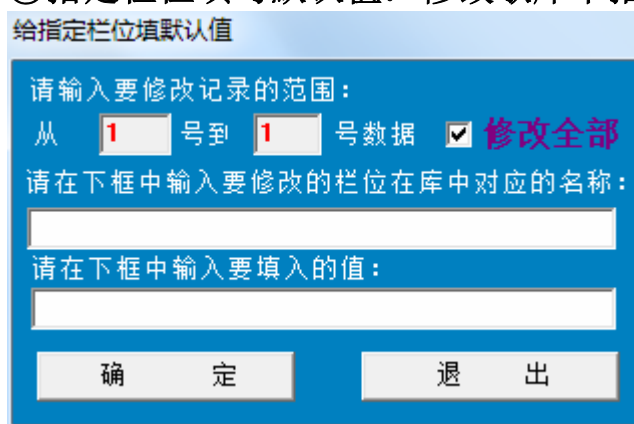 给指定栏位填默认值
请输入要修改记录的范围：
从 1 号到 1 号数据 修改全部
请在下框中输入要修改的栏位在库中对应的名称：
请在下框中输入要填入的值：
确 定 退 出